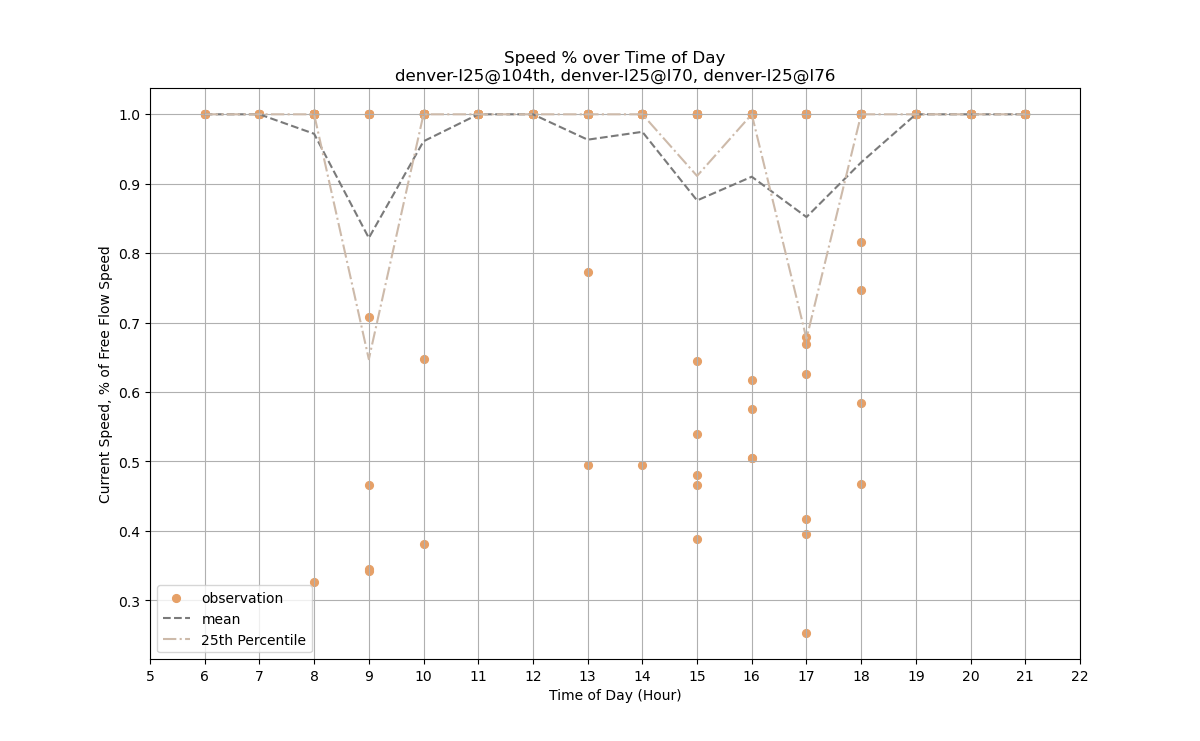 Speed % over Time of Day
denver-I25@104th, denver-I25@I70, denver-I25@I76
Current Speed, % of Free Flow Speed
1.0
0.9
0.8
0.7
0.6
0.5
0.4
0.3
observation
mean
25th Percentile
5 6 7 8 9 10 11 12 13 14 15 16 17 18 19 20 21 22
Time of Day (Hour)